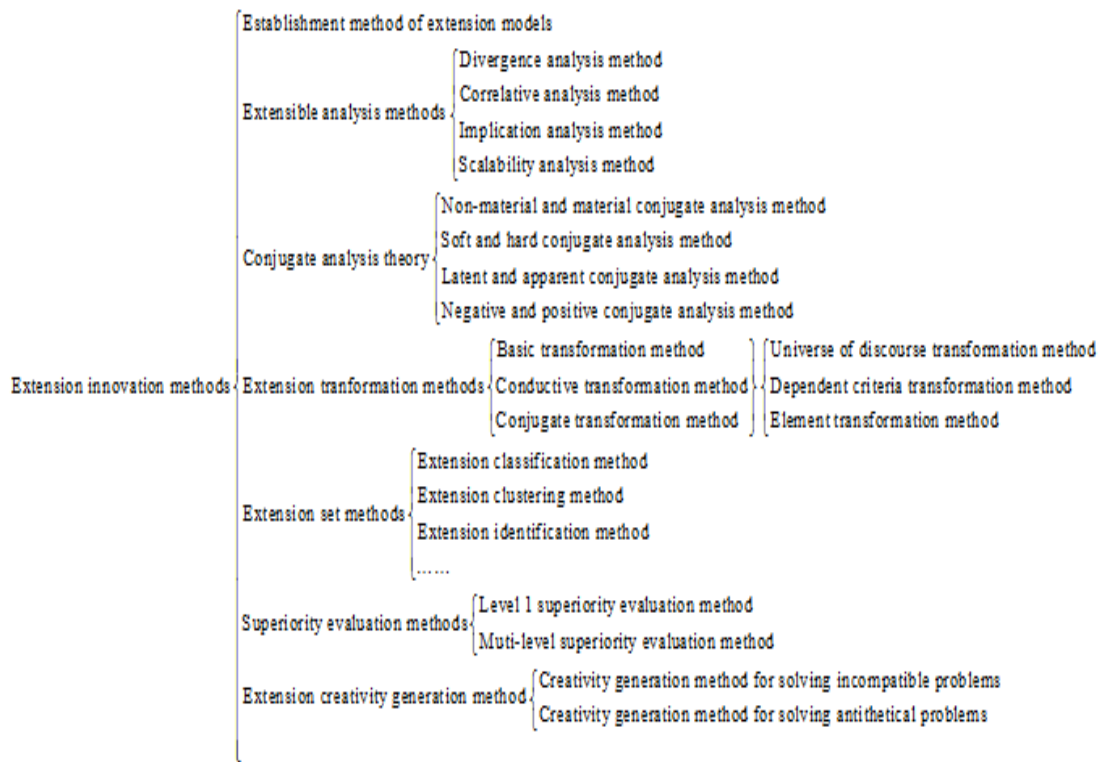 Establishment method of extension models
Divergence analysis method
Correlative analysis method
Extensible analysis methods
Implication analysis method
Scalability analysis method
Non-material and material conjugate analysis method
Soft and hard conjugate analysis method
Conjugate analysis theory
Latent and apparent conjugate analysis method
Negative and positive conjugate analysis method
Basic transformation method Universe of discourse transformation method
Extension innovation methods Extension tranformation methods Conductive transformation method Dependent criteria transformation method
Conjugate transformation method Element transformation method
Extension classification method
Extension clustering method
Extension set methods
Extension identification method
……
Level 1 superiority evaluation method
Superiority evaluation methods
Muti-level superiority evaluation method
Creativity generation method for solving incompatible problems
Extension creativity generation method
Creativity generation method for solving antithetical problems